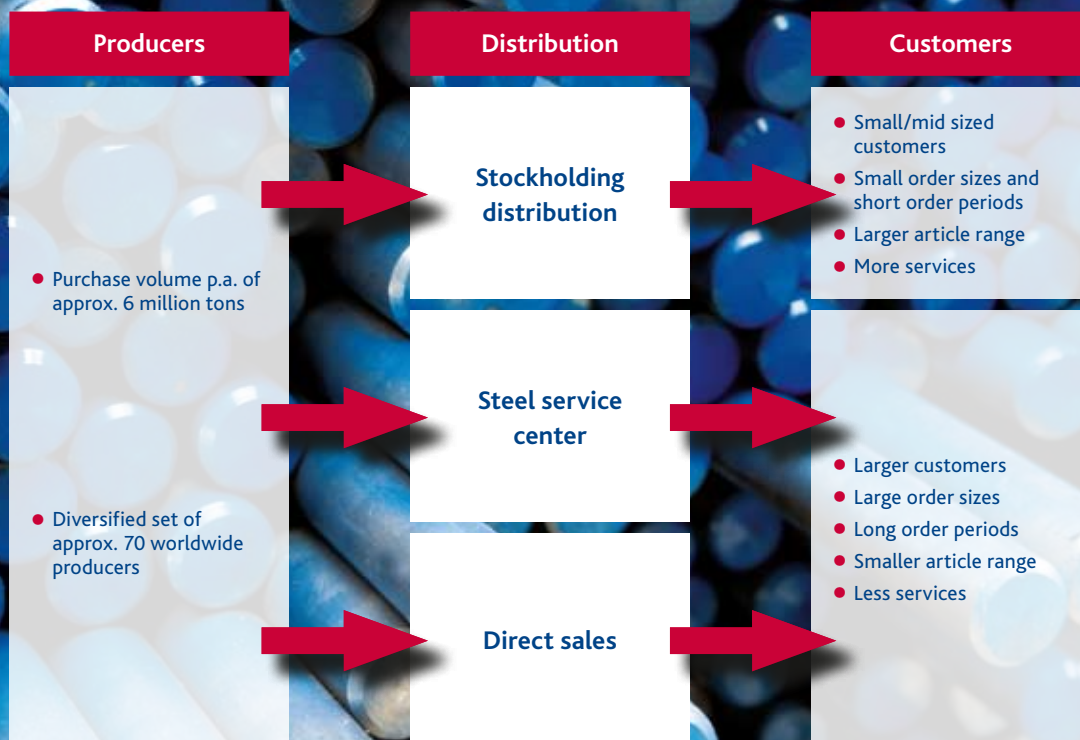 Producers
Distribution
Customers
Purchase volume p.a. of
approx. 6 million tons
Diversified set of
approx. 70 worldwide
producers
Stockholding
distribution
Steel service
center
Direct sales
Small/mid sized
customers
Small order sizes and
short order periods
Larger article range
More services
Larger customers
Large order sizes
Long order periods
Smaller article range
Less services